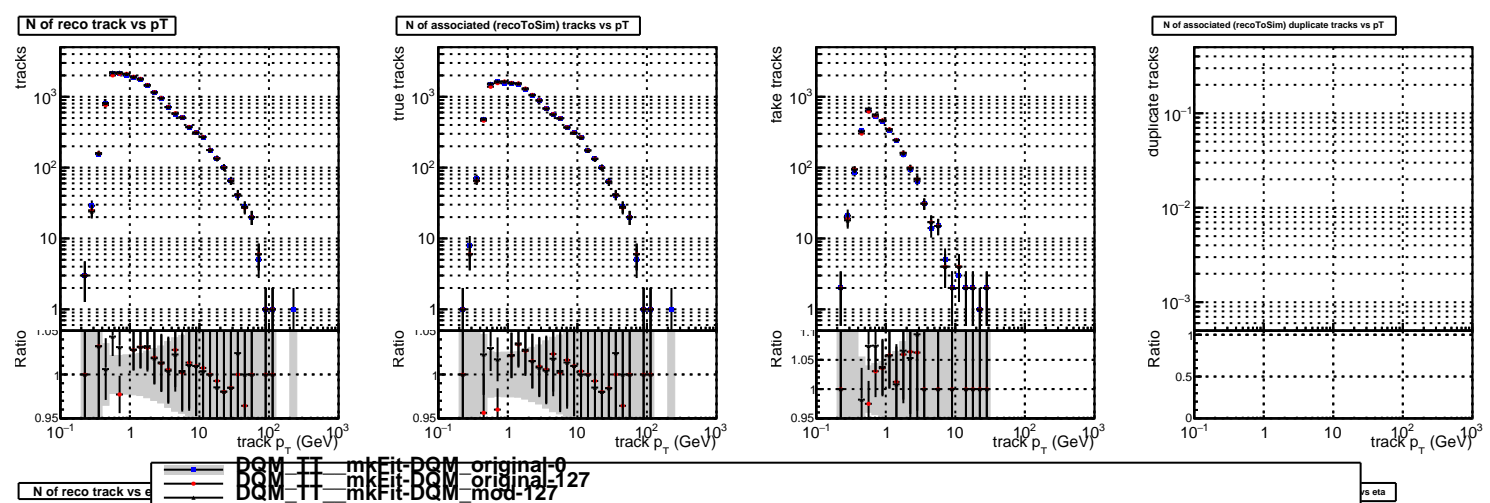 N of reco track vs pT
N of associated (recoToSim) tracks vs pT
N of associated (recoToSim) duplicate tracks vs pT
tracks
10³
10²
10
1
Ratio
1.05
1
0.95
10⁻¹ 1 10 10² 10³
track p_T (GeV)
true tracks
10³
10²
10
1
Ratio
1.05
1
0.95
10⁻¹ 1 10 10² 10³
track p_T (GeV)
fake tracks
10³
10²
10
1
Ratio
1.1
1.05
1
0.95
10⁻¹ 1 10 10² 10³
track p_T (GeV)
duplicate tracks
10⁻¹
10⁻²
10⁻³
Ratio
1
0.5
0
10⁻¹ 1 10 10² 10³
track p_T (GeV)
DQM_TT__mkFit-DQM_original-0
DQM_TT__mkFit-DQM_original-127
DQM_TT__mkFit-DQM_mod-127
N of reco track vs e
vs eta